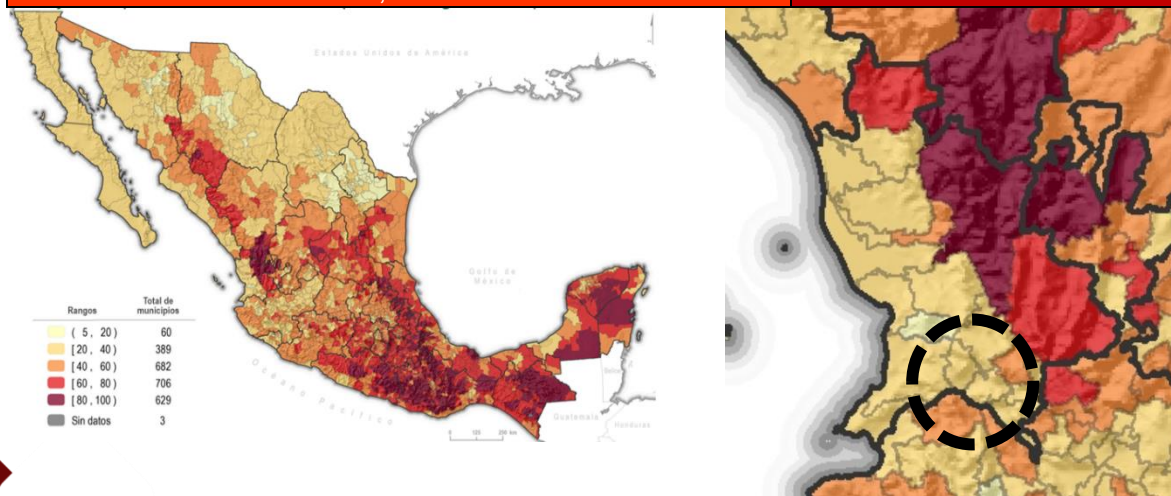 Estados Unidos de América
Golfo de
México
Rangos
Total de
municipios
( 5 , 20) 60
[ 20 , 40) 389
[ 40 , 60) 682
[ 60 , 80) 706
[ 80 , 100) 629
Sin datos 3
Océano Pacífico
Guatemala
Honduras